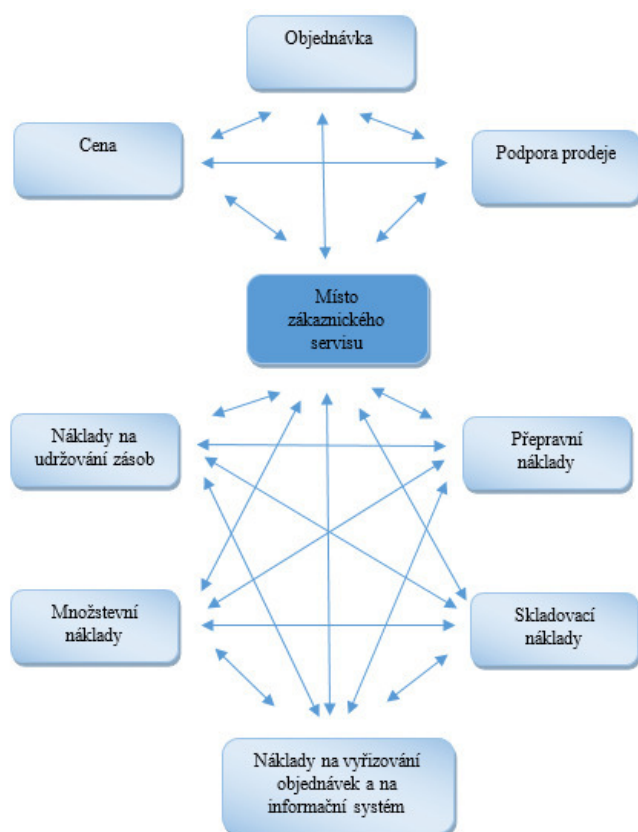 Objednávka
Cena
Podpora prodeje
Místo
zákaznického
servisu
Náklady na
udržování zásob
Přepravní
náklady
Množstevní
náklady
Skladovací
náklady
Náklady na vyřizování
objednávek a na
informační systém